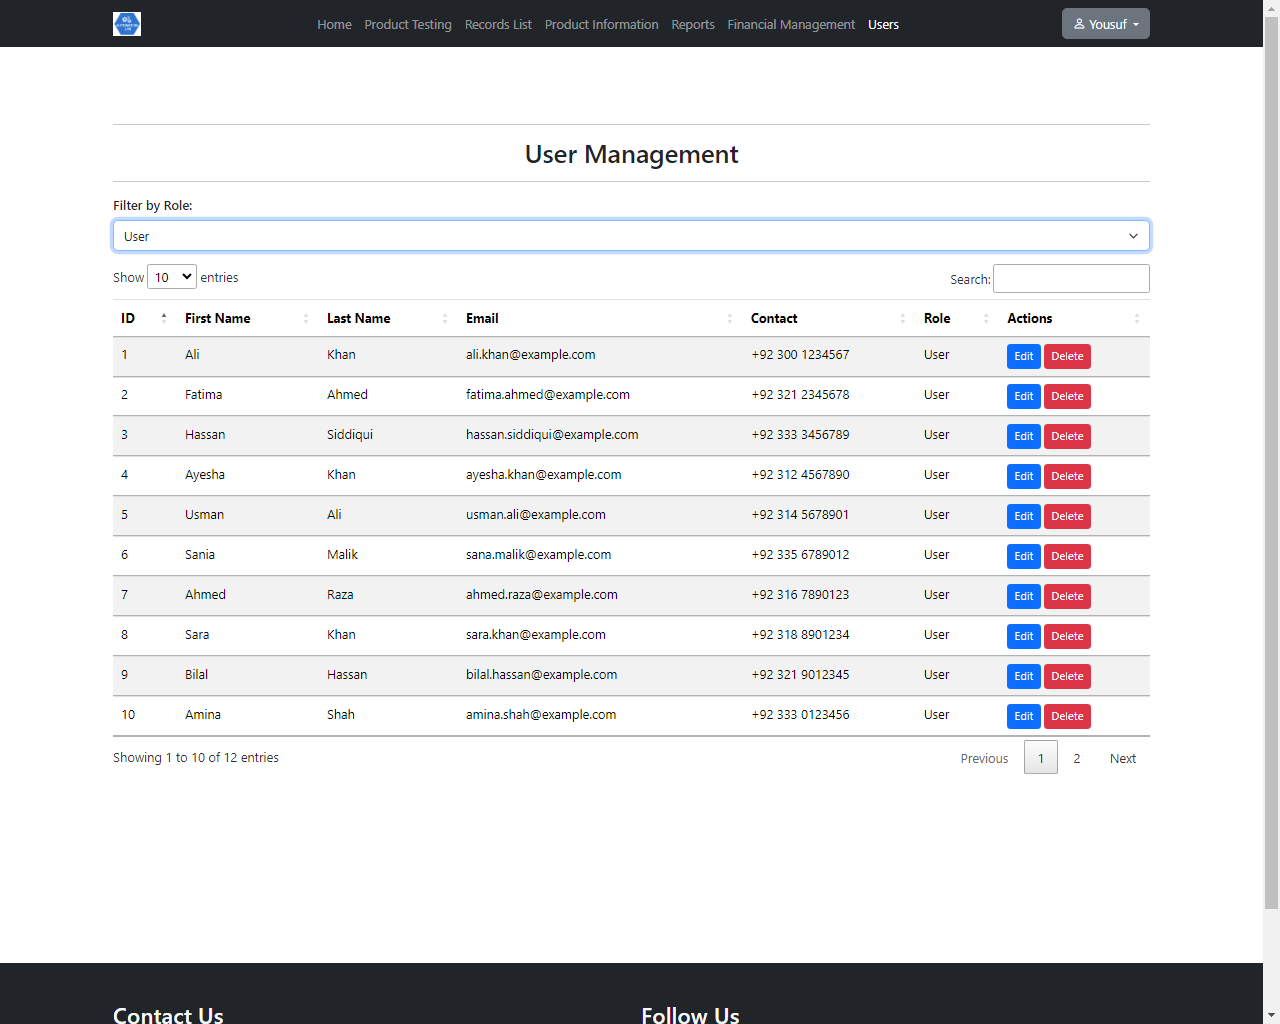 Home Product Testing Records List Product Information Reports Financial Management Users Yousuf
User Management
Filter by Role:
User
Show 10 entries Search:
ID First Name Last Name Email Contact Role Actions
1 Ali Khan ali.khan@example.com +92 300 1234567 User Edit Delete
2 Fatima Ahmed fatima.ahmed@example.com +92 321 2345678 User Edit Delete
3 Hassan Siddiqui hassan.siddiqui@example.com +92 333 3456789 User Edit Delete
4 Ayesha Khan ayesha.khan@example.com +92 312 4567890 User Edit Delete
5 Usman Ali usman.ali@example.com +92 314 5678901 User Edit Delete
6 Sania Malik sana.malik@example.com +92 335 6789012 User Edit Delete
7 Ahmed Raza ahmed.raza@example.com +92 316 7890123 User Edit Delete
8 Sara Khan sara.khan@example.com +92 318 8901234 User Edit Delete
9 Bilal Hassan bilal.hassan@example.com +92 321 9012345 User Edit Delete
10 Amina Shah amina.shah@example.com +92 333 0123456 User Edit Delete
Showing 1 to 10 of 12 entries Previous 1 2 Next
Contact Us Follow Us